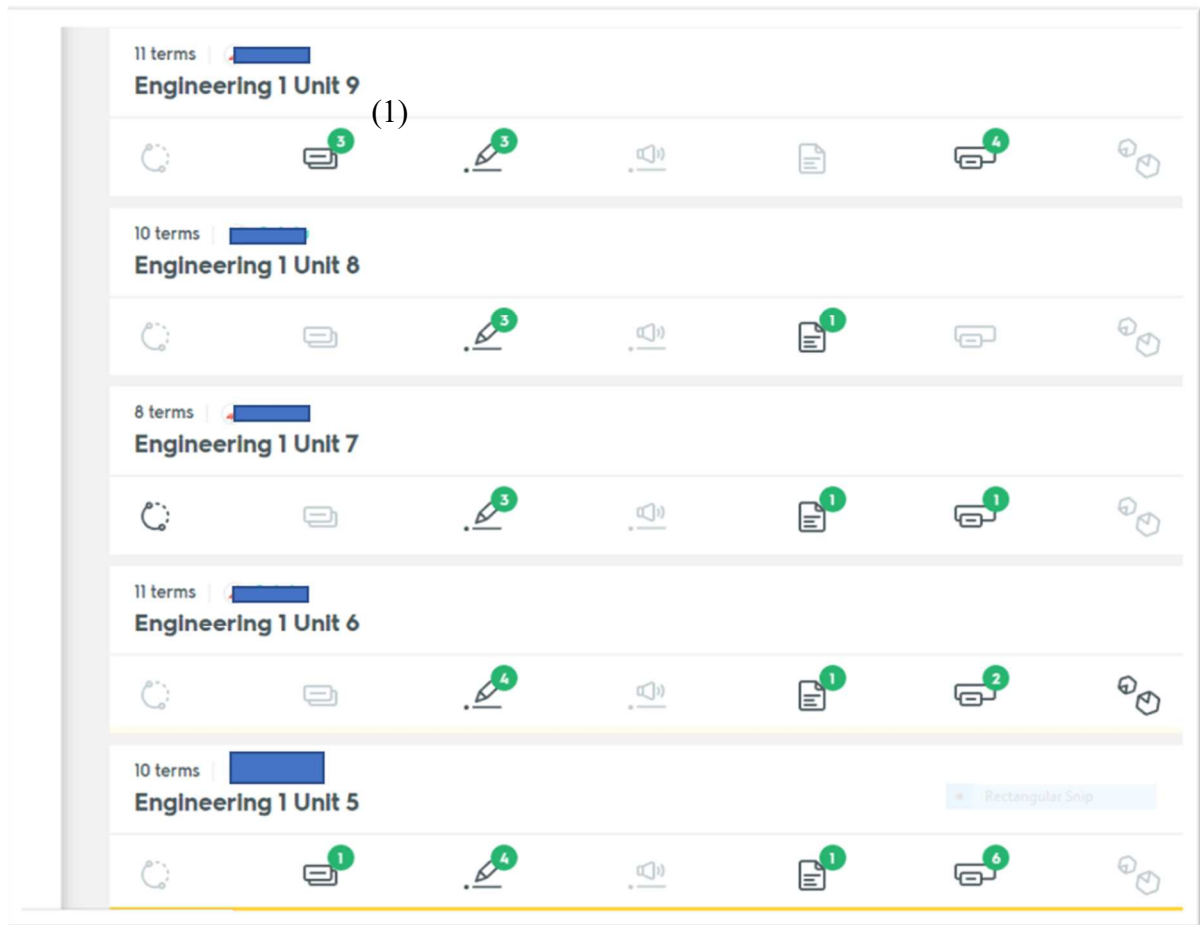 11 terms
Engineering 1 Unit 9
(1)
3 3 4
10 terms
Engineering 1 Unit 8
3 1
8 terms
Engineering 1 Unit 7
3 1 1
11 terms
Engineering 1 Unit 6
4 1 2
10 terms
Engineering 1 Unit 5
Rectangular Snip
1 4 1 6